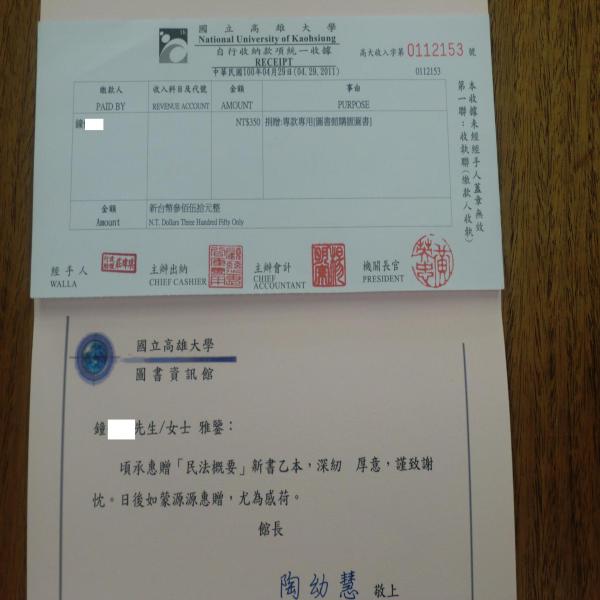 國立高雄大學
National University of Kaohsiung
自行收納款項統一收據
RECEIPT
高大收入字第 0112153 號
中華民國100年04月29日(04.29,2011)
0112153
繳款人 收入科目及代號 金額 事由
PAID BY REVENUE ACCOUNT AMOUNT PURPOSE
鐘 NT$350 捐贈:專款專用[圖書館購置圖書]
金額 新台幣參佰伍拾元整
Amount N.T. Dollars Three Hundred Fifty Only
經手人 主辦出納 主辦會計 機關長官
WALLA CHIEF CASHIER CHIEF ACCOUNTANT PRESIDENT
本收據未經經手人蓋章無效
第一聯:收執聯(繳款人收執)
國立高雄大學
圖書資訊館
鐘 先生/女士 雅鑒:
頃承惠贈「民法概要」新書乙本,深紉 厚意,謹致謝
忱。日後如蒙源源惠贈,尤為感荷。
館長
陶幼慧 敬上